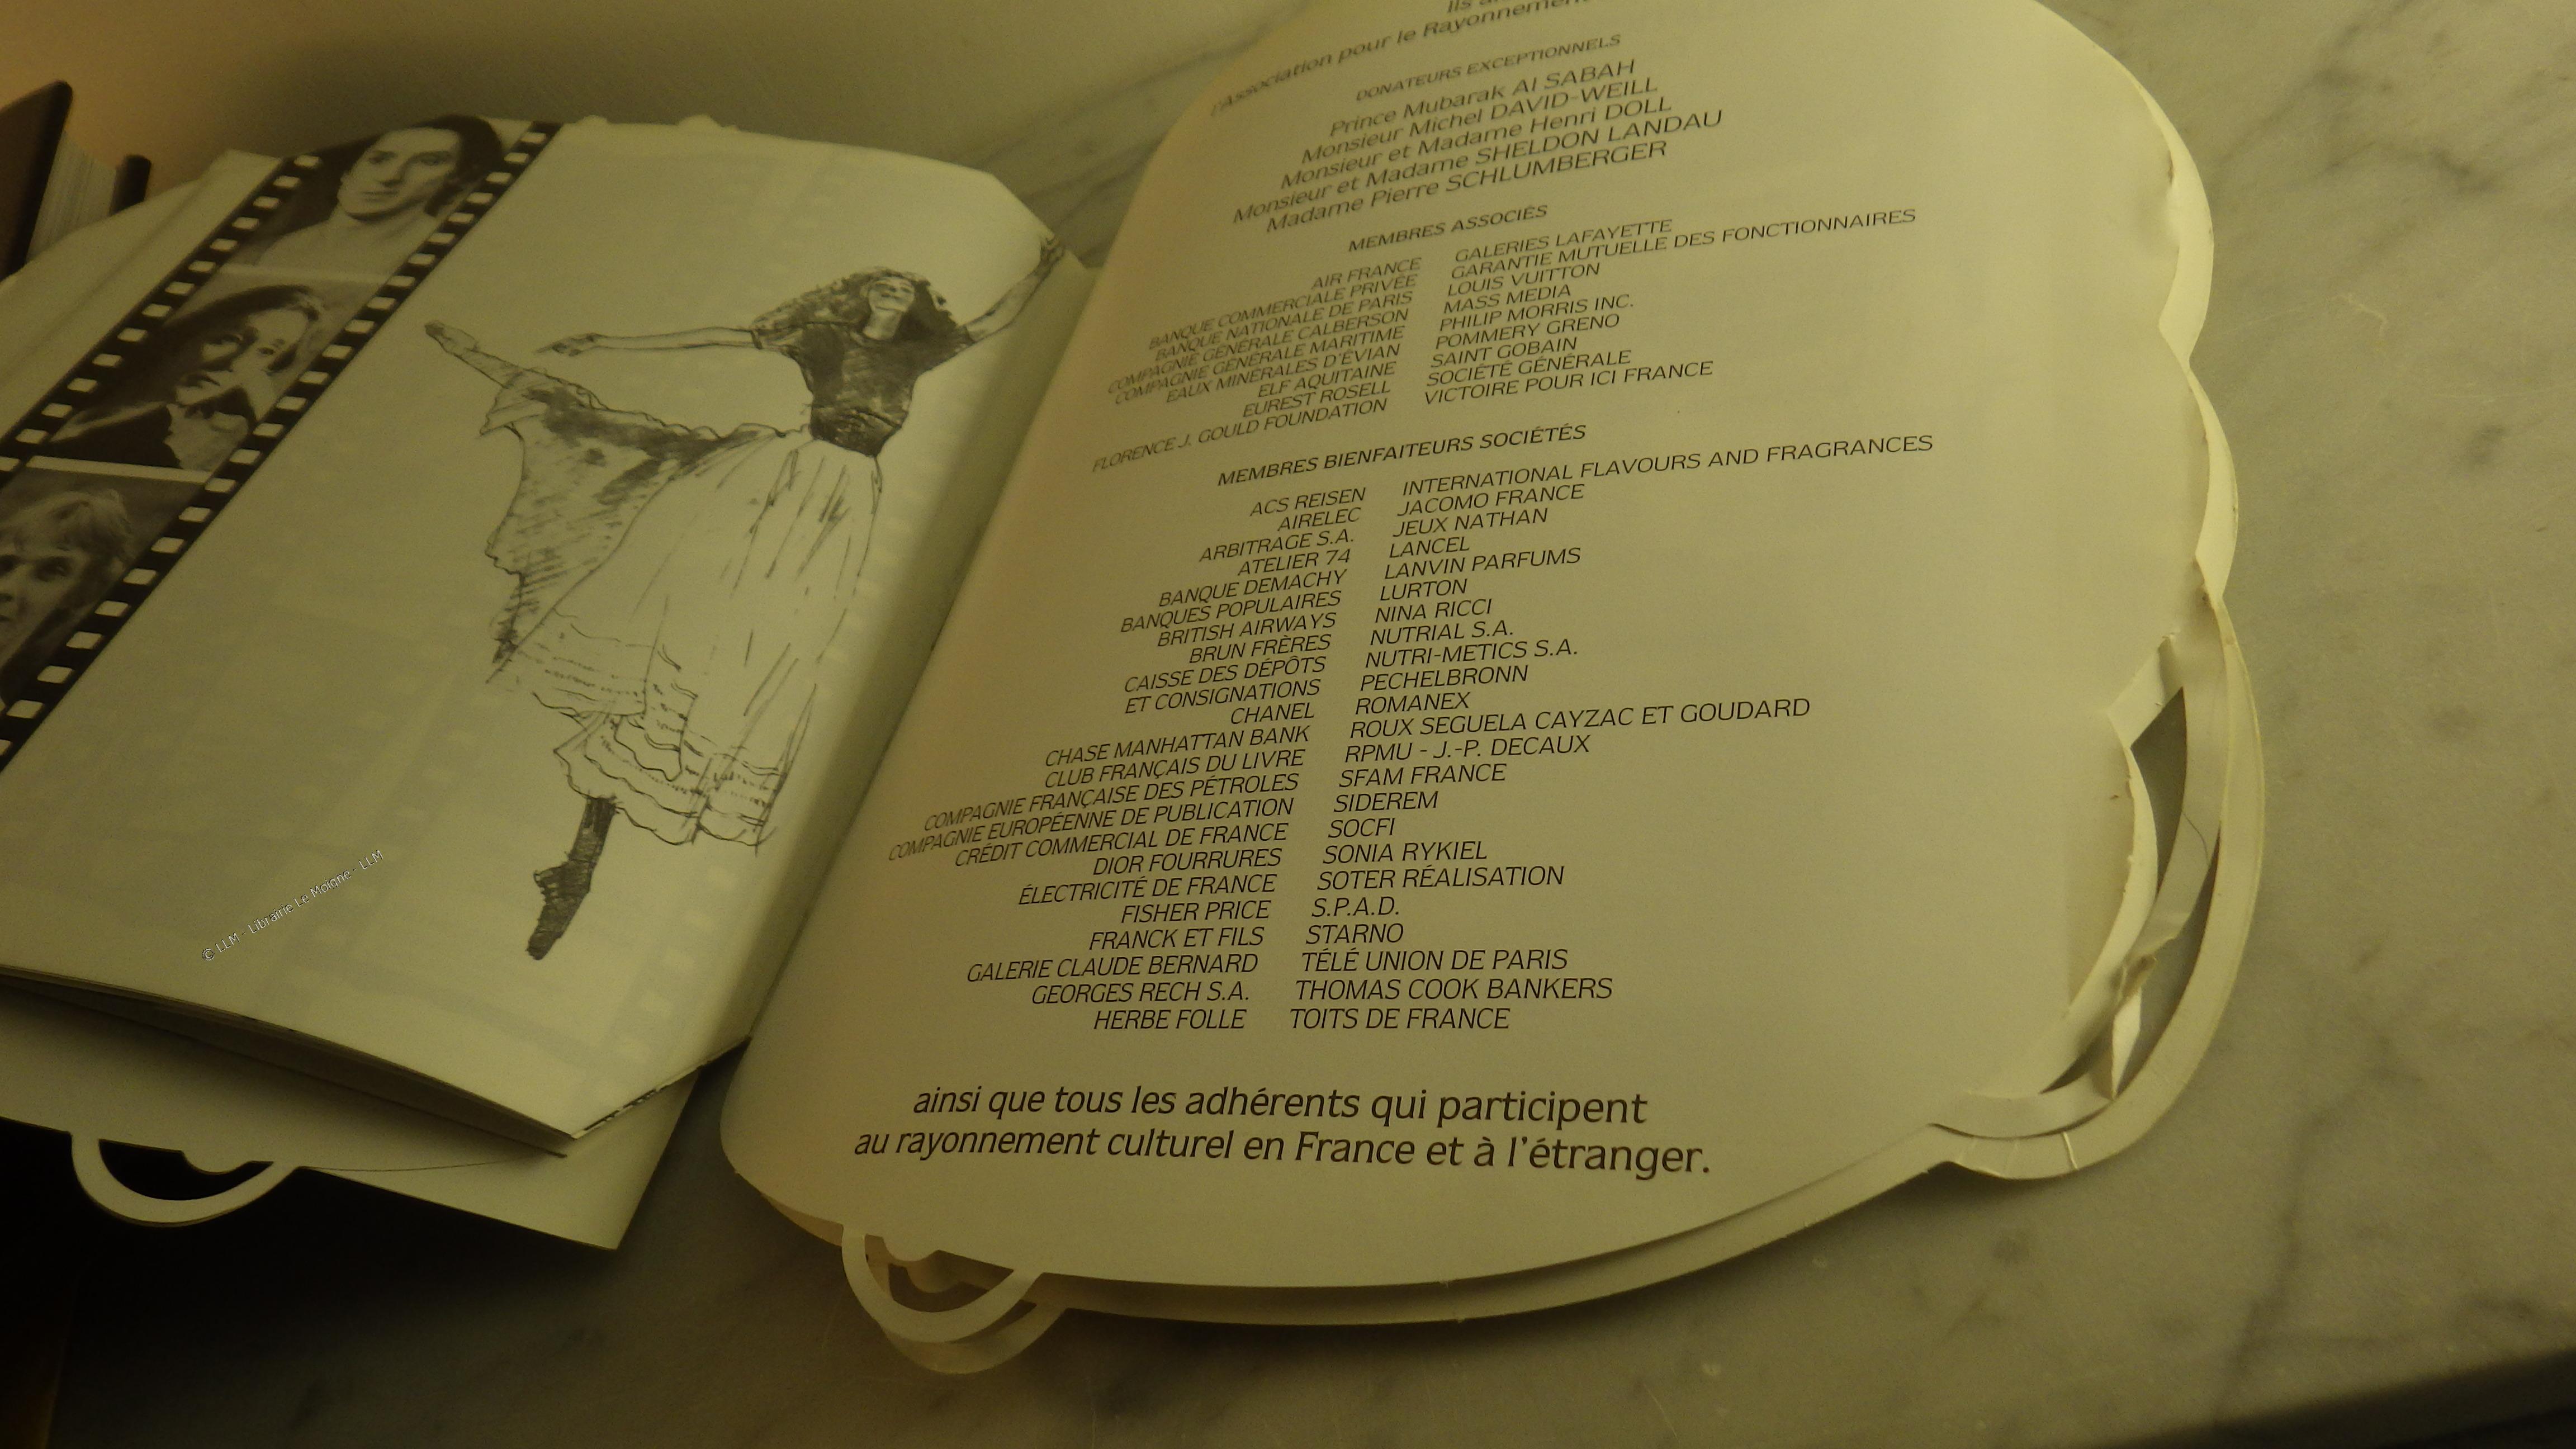 Ils
l'Association pour le Rayonnement
DONATEURS EXCEPTIONNELS
Prince Mubarak Al SABAH
Monsieur Michel DAVID-WEILL
Monsieur et Madame Henri DOLL
Monsieur et Madame SHELDON LANDAU
Madame Pierre SCHLUMBERGER
MEMBRES ASSOCIÉS
AIR FRANCE
BANQUE COMMERCIALE PRIVÉE
BANQUE NATIONALE DE PARIS
COMPAGNIE GÉNÉRALE CALBERSON
COMPAGNIE GÉNÉRALE MARITIME
EAUX MINÉRALES D'ÉVIAN
ELF AQUITAINE
EUREST ROSELL
FLORENCE J. GOULD FOUNDATION
GALERIES LAFAYETTE
GARANTIE MUTUELLE DES FONCTIONNAIRES
LOUIS VUITTON
MASS MEDIA
PHILIP MORRIS INC.
POMMERY GRENO
SAINT GOBAIN
SOCIÉTÉ GÉNÉRALE
VICTOIRE POUR ICI FRANCE
MEMBRES BIENFAITEURS SOCIÉTÉS
ACS REISEN
AIRELEC
ARBITRAGE S.A.
ATELIER 74
BANQUE DEMACHY
BANQUES POPULAIRES
BRITISH AIRWAYS
BRUN FRÈRES
CAISSE DES DÉPÔTS
ET CONSIGNATIONS
CHANEL
CHASE MANHATTAN BANK
CLUB FRANÇAIS DU LIVRE
COMPAGNIE FRANÇAISE DES PÉTROLES
COMPAGNIE EUROPÉENNE DE PUBLICATION
CRÉDIT COMMERCIAL DE FRANCE
DIOR FOURRURES
ÉLECTRICITÉ DE FRANCE
FISHER PRICE
FRANCK ET FILS
GALERIE CLAUDE BERNARD
GEORGES RECH S.A.
HERBE FOLLE
INTERNATIONAL FLAVOURS AND FRAGRANCES
JACOMO FRANCE
JEUX NATHAN
LANCEL
LANVIN PARFUMS
LURTON
NINA RICCI
NUTRIAL S.A.
NUTRI-METICS S.A.
PECHELBRONN
ROMANEX
ROUX SEGUELA CAYZAC ET GOUDARD
RPMU - J.-P. DECAUX
SFAM FRANCE
SIDEREM
SOCFI
SONIA RYKIEL
SOTER RÉALISATION
S.P.A.D.
STARNO
TÉLÉ UNION DE PARIS
THOMAS COOK BANKERS
TOITS DE FRANCE
ainsi que tous les adhérents qui participent
au rayonnement culturel en France et à l'étranger.
© LLM - Librairie Le Moigne - LLM